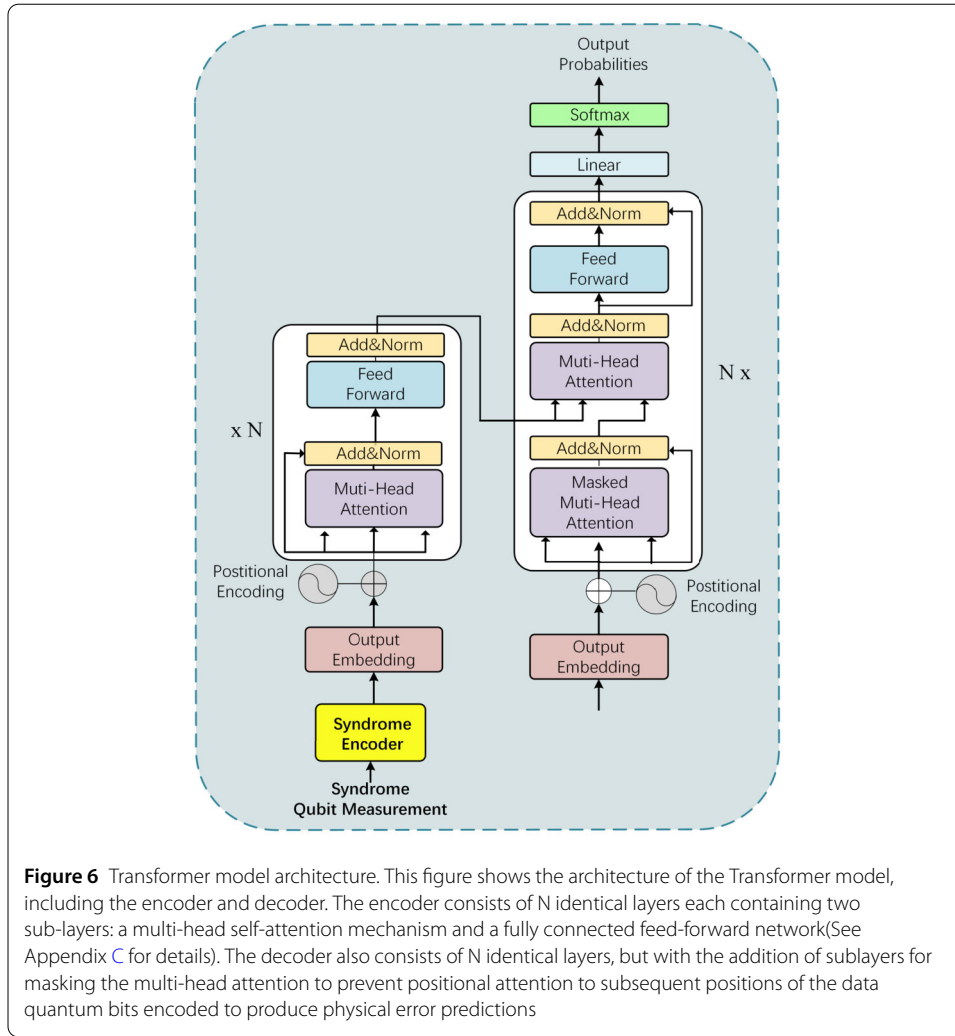 Output
Probabilities
Softmax
Linear
Add&Norm
Feed
Forward
Add&Norm
Muti-Head
Attention
N x
Add&Norm
Masked
Muti-Head
Attention
Postitional
Encoding
Output
Embedding
Add&Norm
Feed
Forward
x N
Add&Norm
Muti-Head
Attention
Postitional
Encoding
Output
Embedding
Syndrome
Encoder
Syndrome
Qubit Measurement
Figure 6 Transformer model architecture. This figure shows the architecture of the Transformer model,
including the encoder and decoder. The encoder consists of N identical layers each containing two
sub-layers: a multi-head self-attention mechanism and a fully connected feed-forward network(See
Appendix C for details). The decoder also consists of N identical layers, but with the addition of sublayers for
masking the multi-head attention to prevent positional attention to subsequent positions of the data
quantum bits encoded to produce physical error predictions